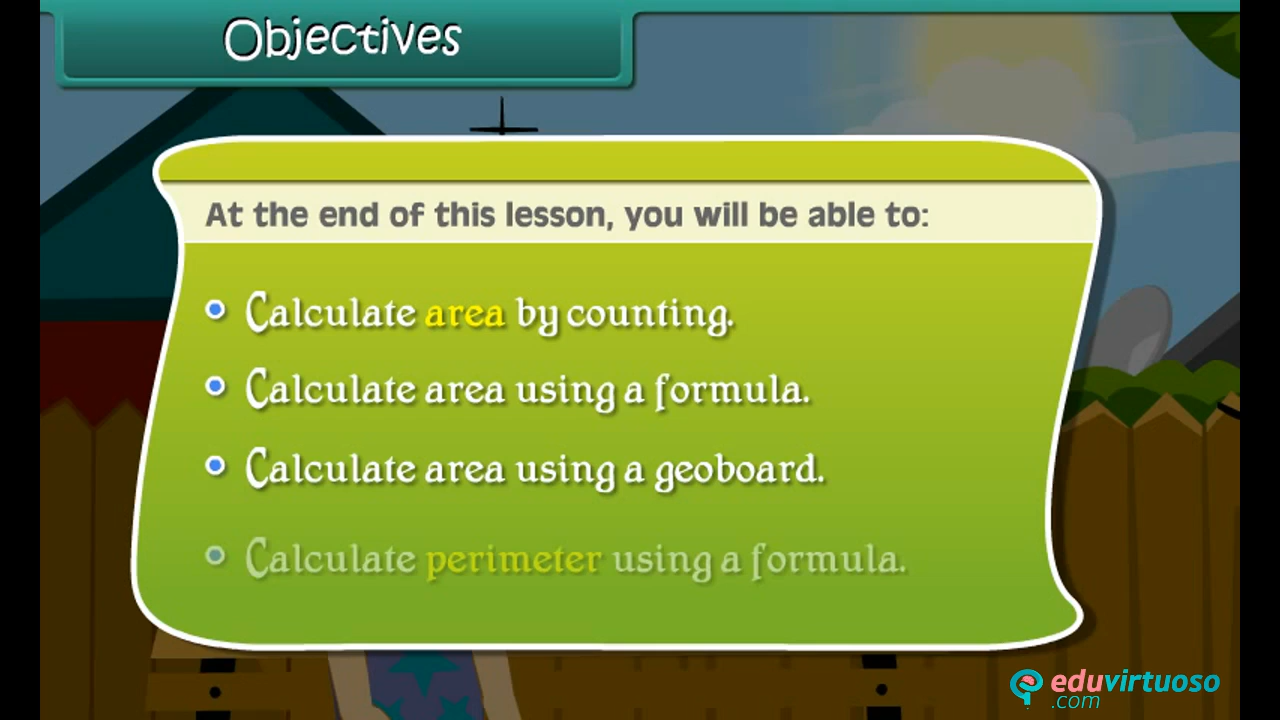 Objectives
At the end of this lesson, you will be able to:
Calculate area by counting.
Calculate area using a formula.
Calculate area using a geoboard.
Calculate perimeter using a formula.
eduvirtuoso
.com